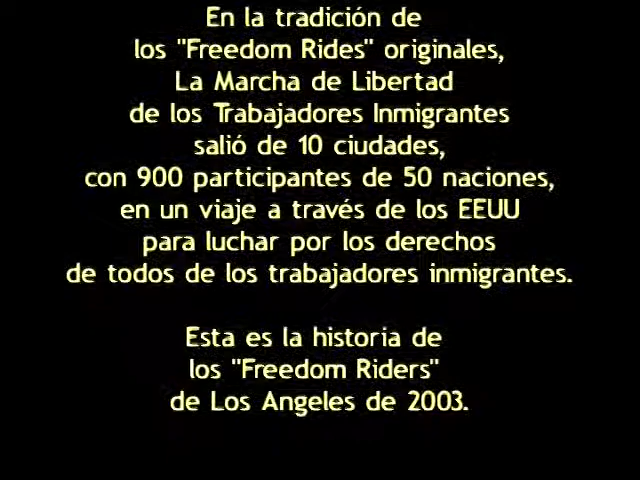 En la tradición de
los "Freedom Rides" originales,
La Marcha de Libertad
de los Trabajadores Inmigrantes
salió de 10 ciudades,
con 900 participantes de 50 naciones,
en un viaje a través de los EEUU
para luchar por los derechos
de todos de los trabajadores inmigrantes.
Esta es la historia de
los "Freedom Riders"
de Los Angeles de 2003.